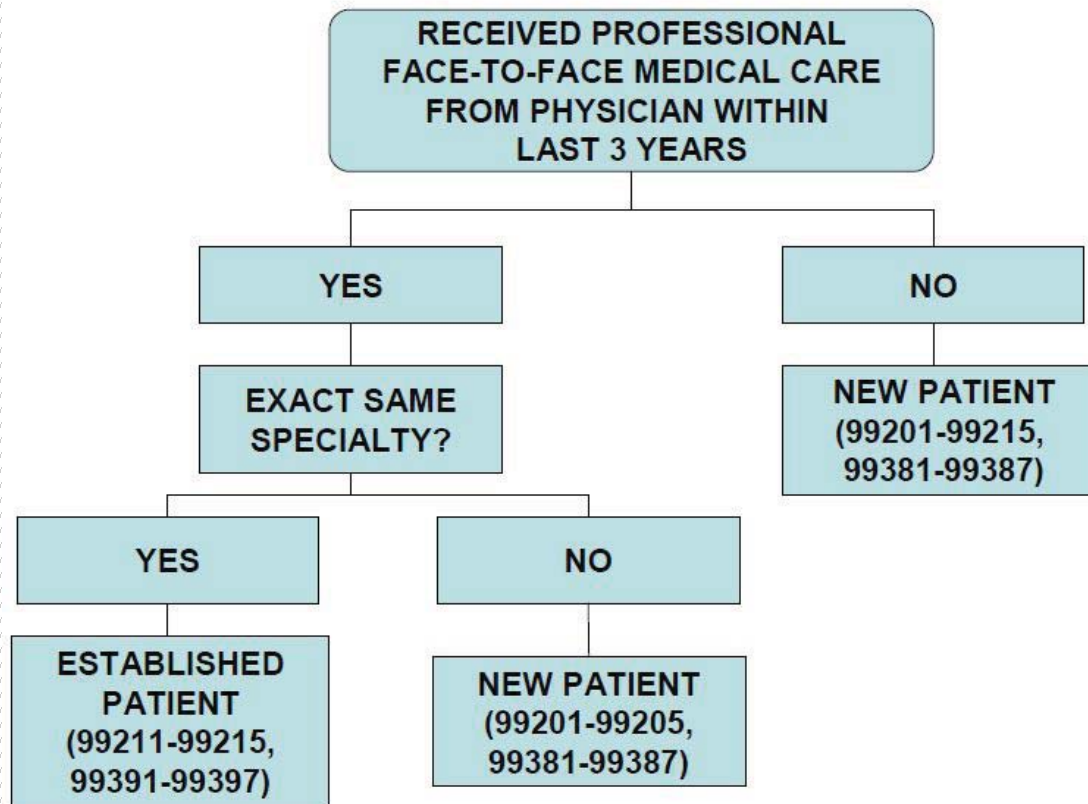 RECEIVED PROFESSIONAL
FACE-TO-FACE MEDICAL CARE
FROM PHYSICIAN WITHIN
LAST 3 YEARS
YES
NO
EXACT SAME
SPECIALTY?
NEW PATIENT
(99201-99215,
99381-99387)
YES
NO
ESTABLISHED
PATIENT
(99211-99215,
99391-99397)
NEW PATIENT
(99201-99205,
99381-99387)